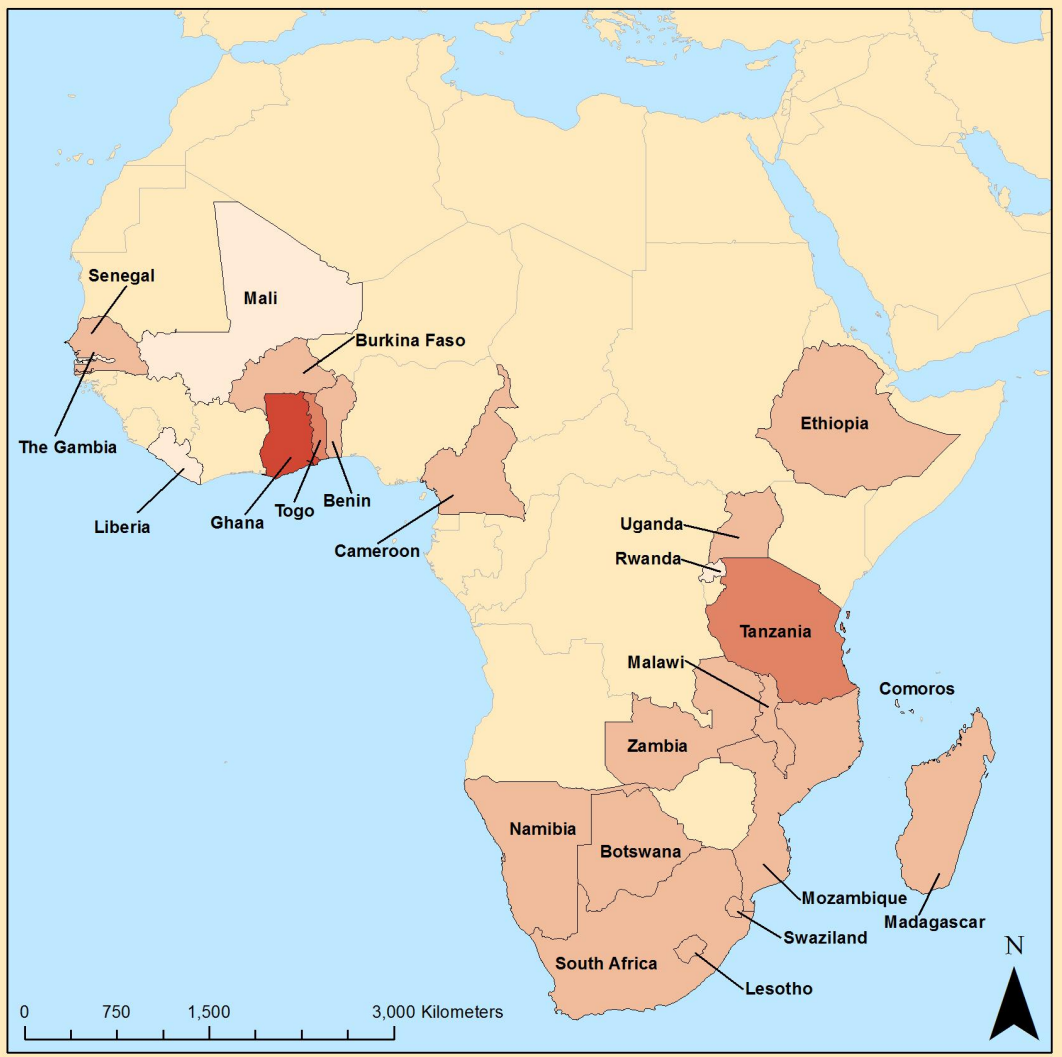 Senegal
Mali
Burkina Faso
The Gambia
Ethiopia
Liberia
Ghana
Togo
Benin
Cameroon
Uganda
Rwanda
Tanzania
Malawi
Comoros
Zambia
Namibia
Botswana
Mozambique
Madagascar
Swaziland
South Africa
Lesotho
N
0 750 1,500 3,000 Kilometers